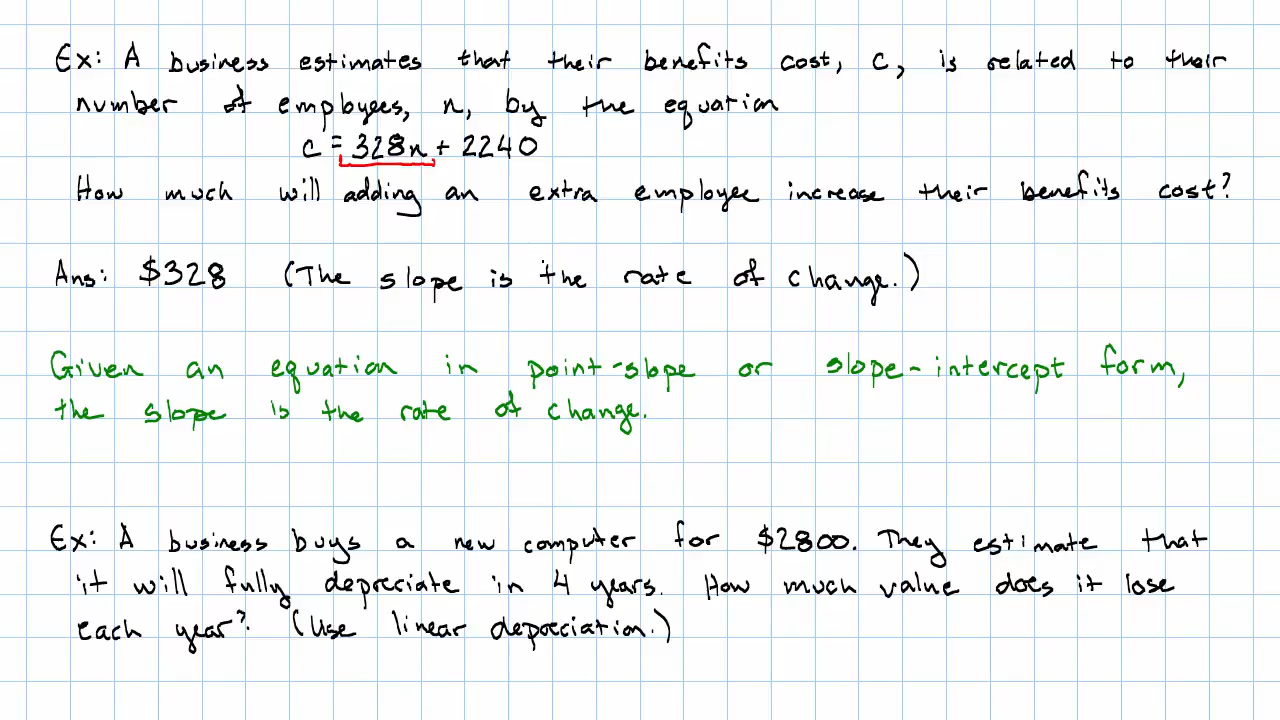 Ex: A business estimates that their benefits cost, c, is related to their
number of employees, n, by the equation
c = 328n + 2240
How much will adding an extra employee increase their benefits cost?
Ans: $328 (The slope is the rate of change.)
Given an equation in point-slope or slope-intercept form,
the slope is the rate of change.
Ex: A business buys a new computer for $2800. They estimate that
it will fully depreciate in 4 years. How much value does it lose
each year? (Use linear depreciation.)